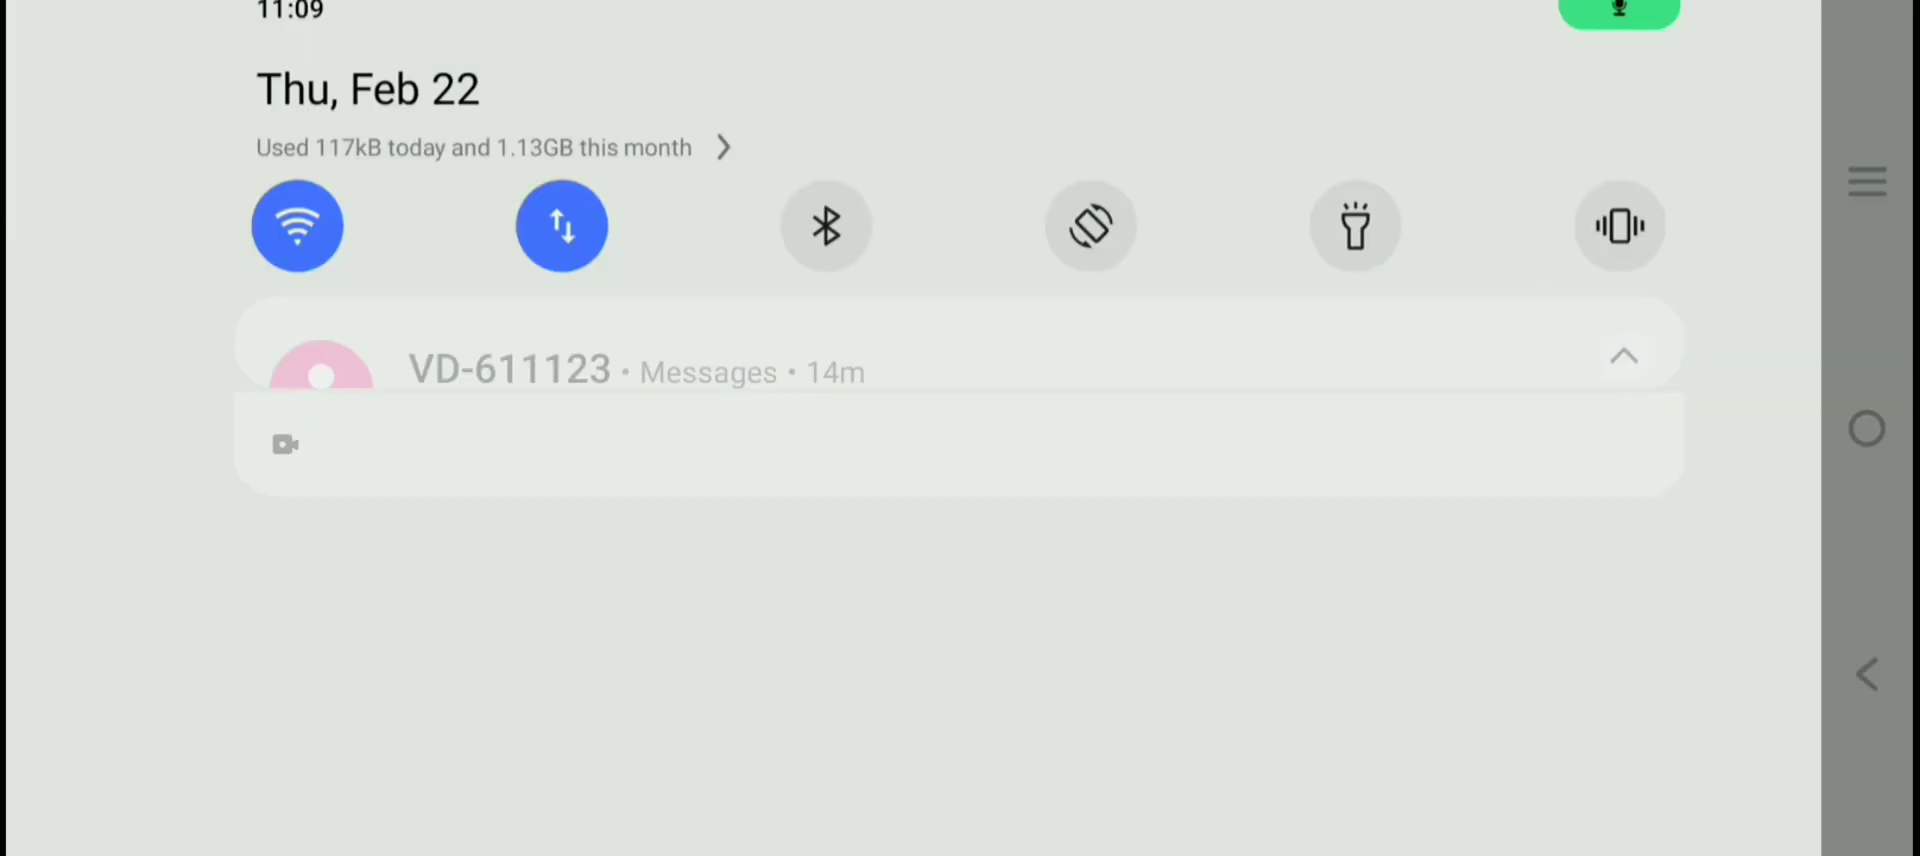 11:09
Thu, Feb 22
Used 117kB today and 1.13GB this month
VD-611123 • Messages • 14m